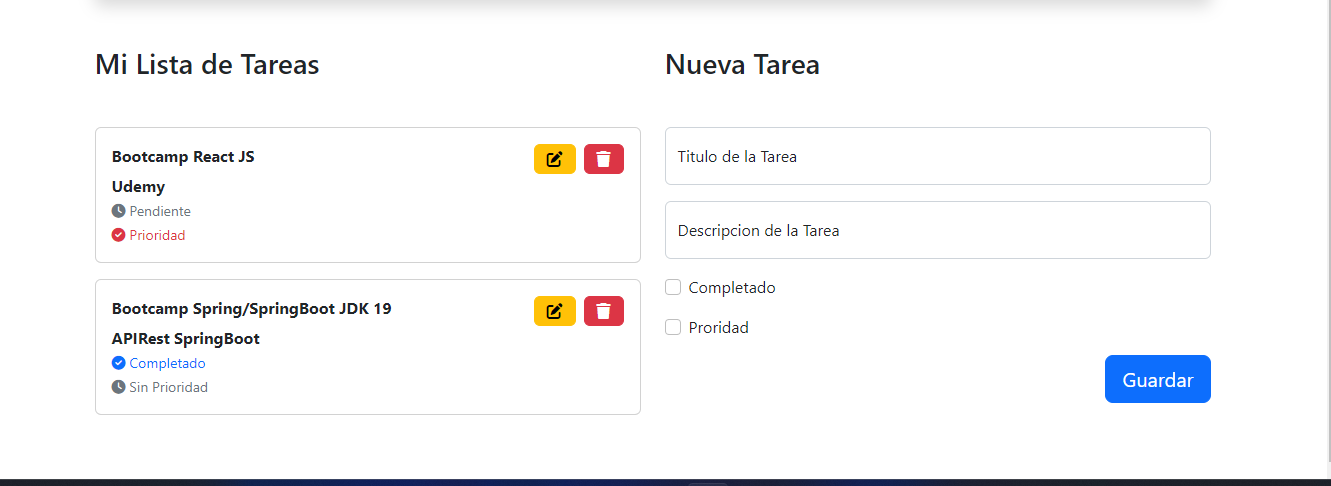 Mi Lista de Tareas
Bootcamp React JS
Udemy
Pendiente
Prioridad
Bootcamp Spring/SpringBoot JDK 19
APIRest SpringBoot
Completado
Sin Prioridad
Nueva Tarea
Titulo de la Tarea
Descripcion de la Tarea
Completado
Proridad
Guardar